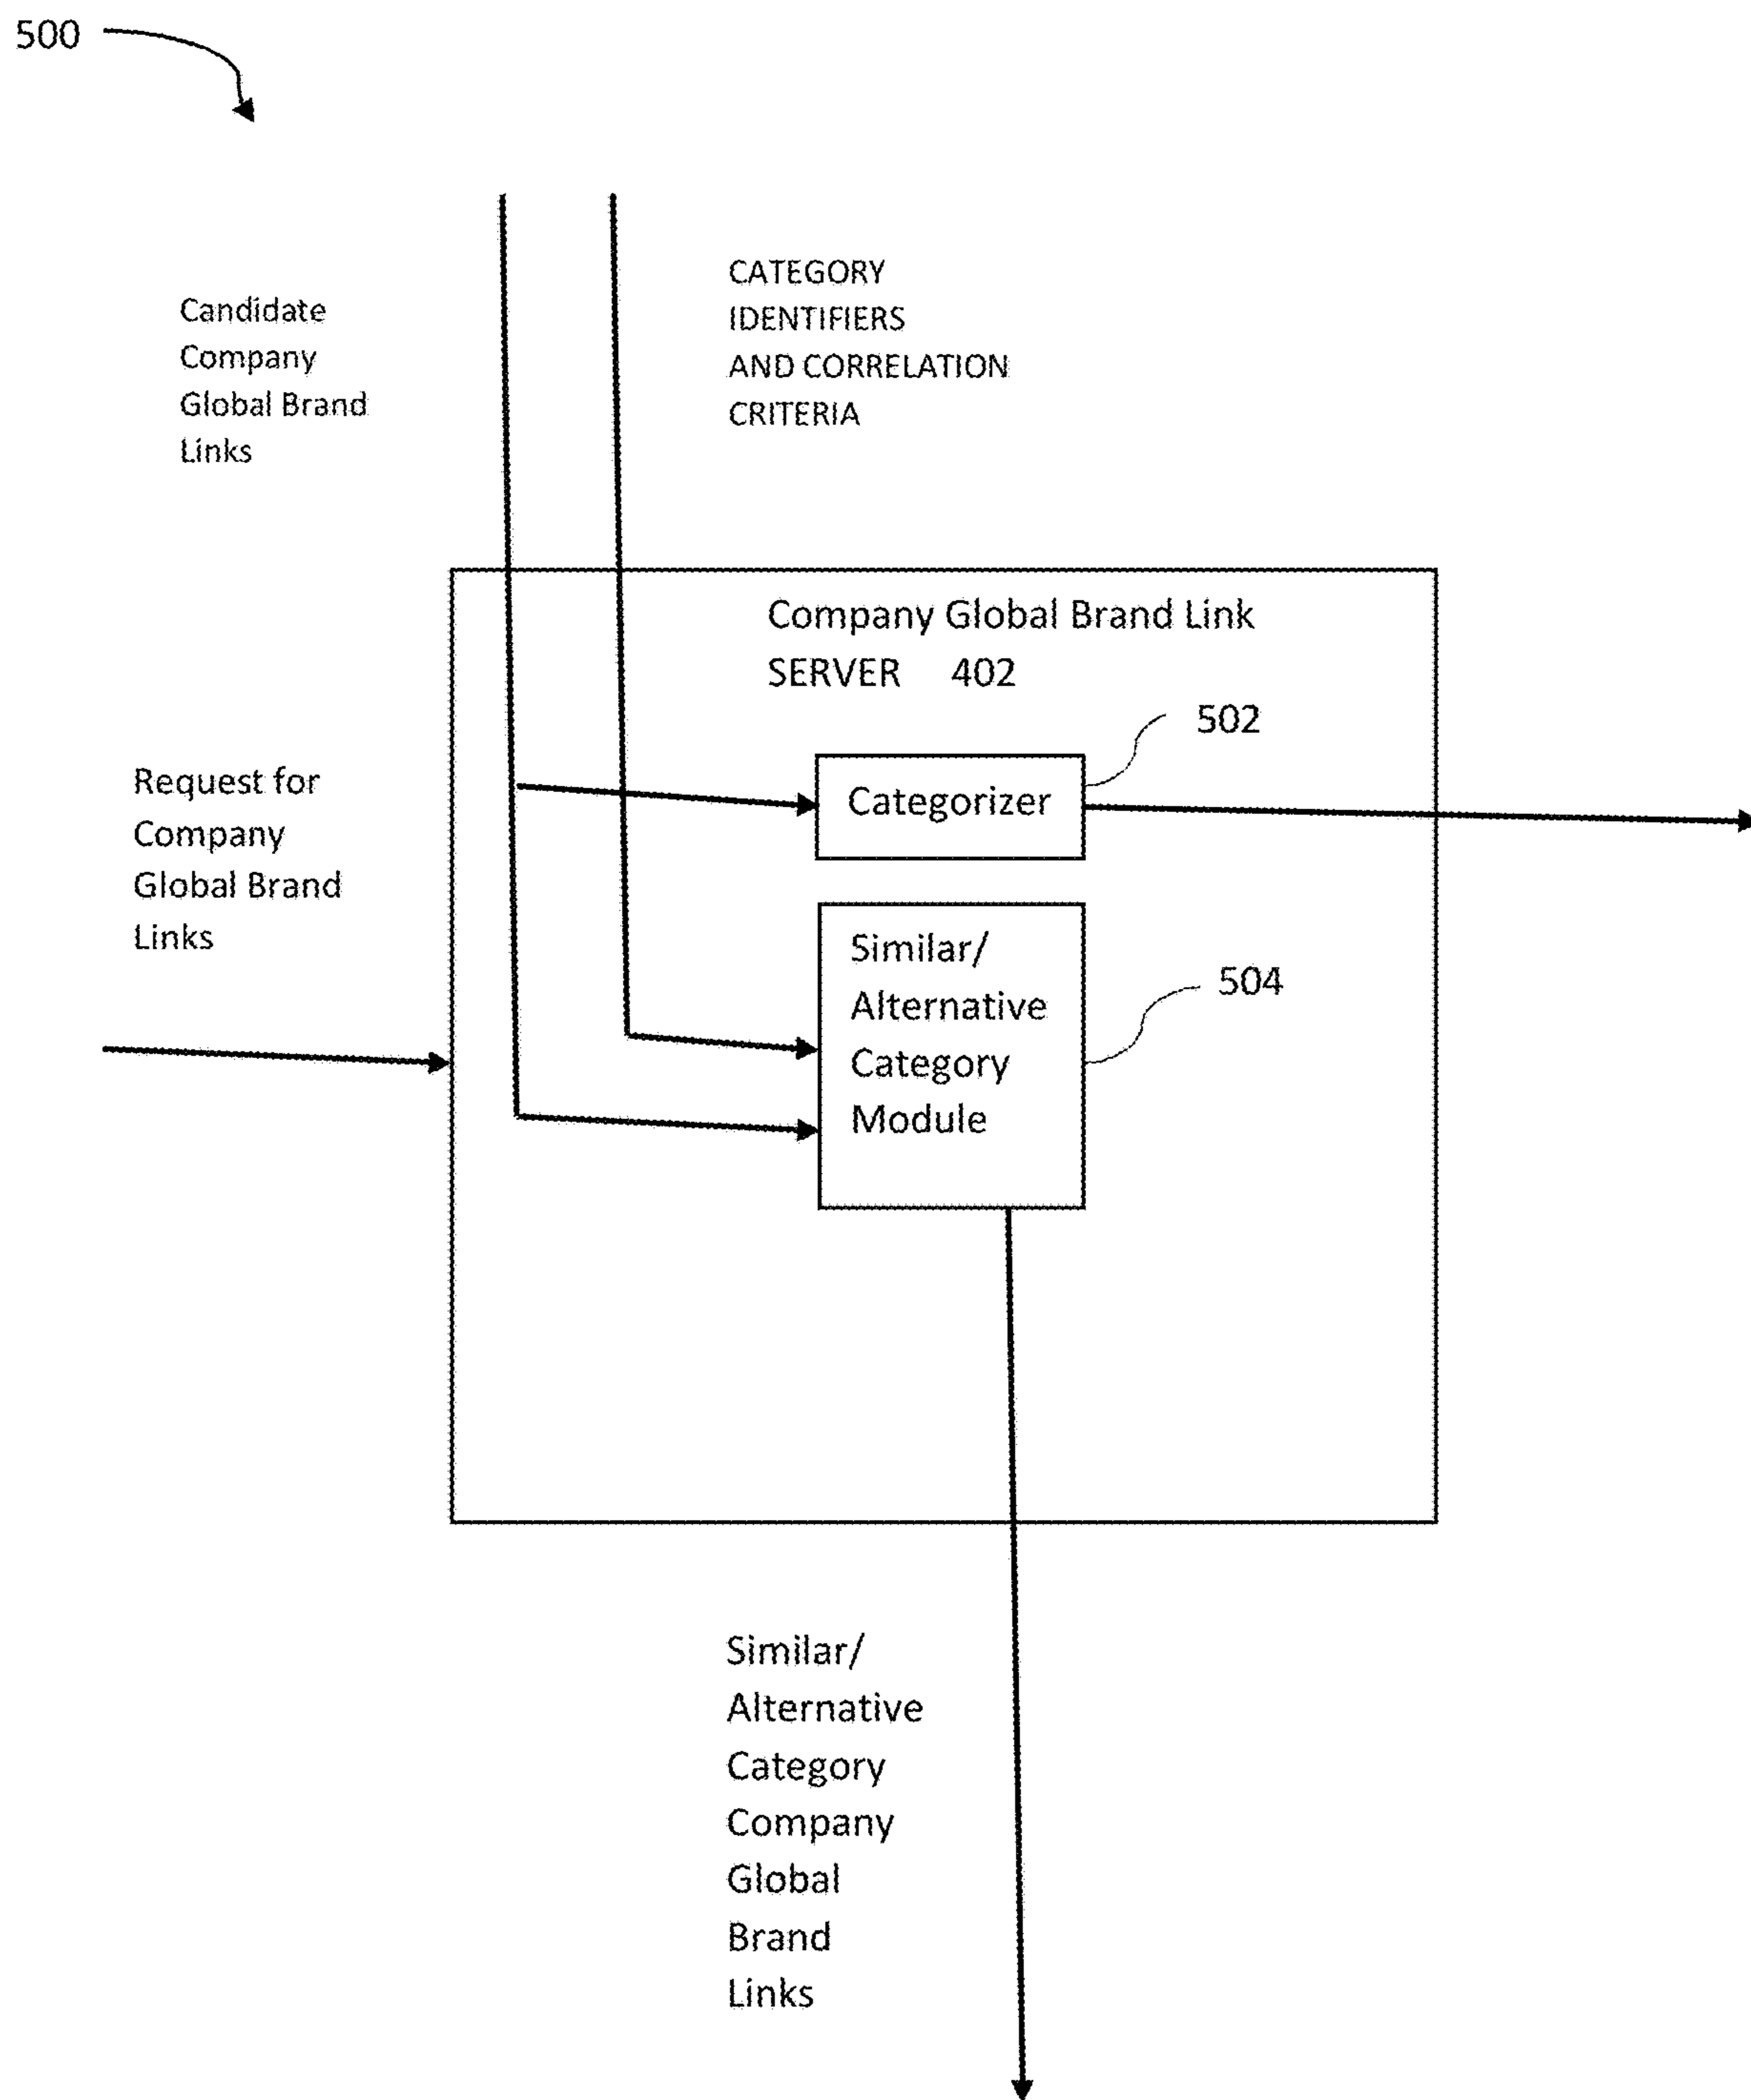 500
Candidate
Company
Global Brand
Links
CATEGORY
IDENTIFIERS
AND CORRELATION
CRITERIA
Company Global Brand Link
SERVER 402
502
Request for
Company
Global Brand
Links
Categorizer
Similar/
Alternative
Category
Module
504
Similar/
Alternative
Category
Company
Global
Brand
Links